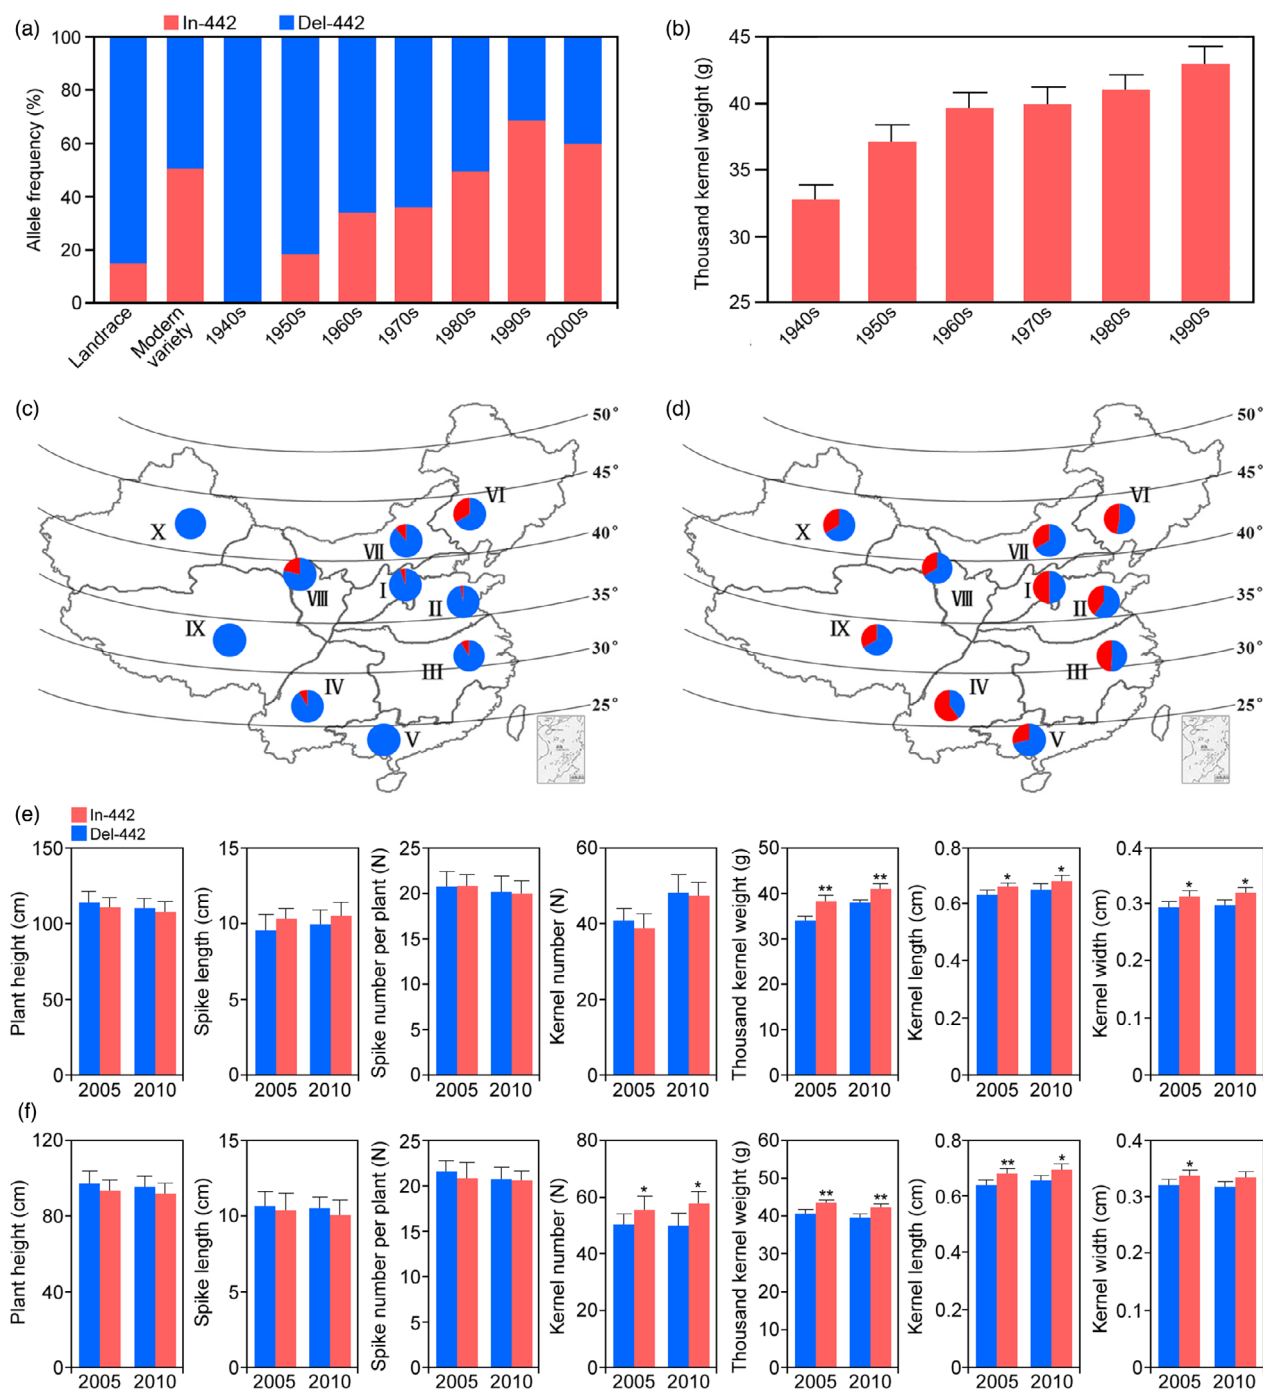 (a)
In-442 Del-442
Allele frequency (%)
100
80
60
40
20
0
Landrace
Modern
variety
1940s
1950s
1960s
1970s
1980s
1990s
2000s
(b)
Thousand kernel weight (g)
45
40
35
30
25
1940s
1950s
1960s
1970s
1980s
1990s
(c)
50°
45°
40°
35°
30°
25°
VI
X
VII
VIII
I
II
IX
III
IV
V
(d)
50°
45°
40°
35°
30°
25°
VI
X
VII
VIII
I
II
IX
III
IV
V
(e)
In-442
Del-442
Plant height (cm)
150
100
50
0
2005 2010
Spike length (cm)
15
10
5
0
2005 2010
Spike number per plant (N)
25
20
15
10
5
0
2005 2010
Kernel number (N)
60
40
20
0
2005 2010
Thousand kernel weight (g)
50
40
30
20
10
0
** **
2005 2010
Kernel length (cm)
0.8
0.6
0.4
0.2
0
* *
2005 2010
Kernel width (cm)
0.4
0.3
0.2
0.1
0
* *
2005 2010
(f)
Plant height (cm)
120
80
40
0
2005 2010
Spike length (cm)
15
10
5
0
2005 2010
Spike number per plant (N)
25
20
15
10
5
0
2005 2010
Kernel number (N)
80
60
40
20
0
* *
2005 2010
Thousand kernel weight (g)
60
50
40
30
20
10
0
** **
2005 2010
Kernel length (cm)
0.8
0.6
0.4
0.2
0
** *
2005 2010
Kernel width (cm)
0.4
0.3
0.2
0.1
0
*
2005 2010